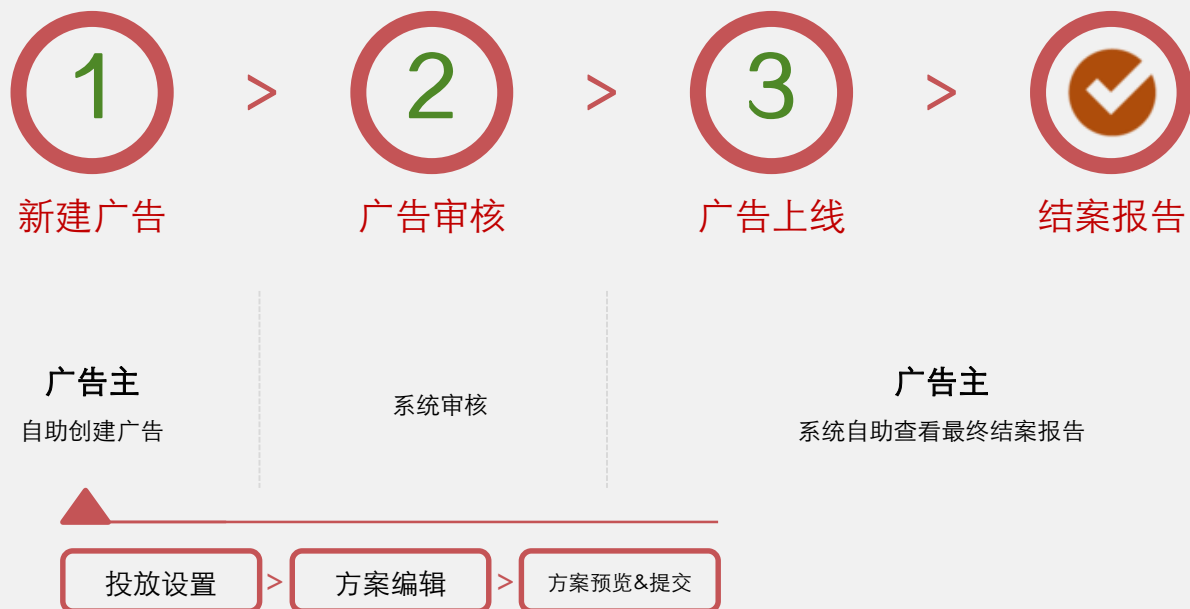 1 > 2 > 3 >
新建广告 广告审核 广告上线 结案报告
广告主 广告主
系统审核
自助创建广告 系统自助查看最终结案报告
投放设置 > 方案编辑 > 方案预览&提交